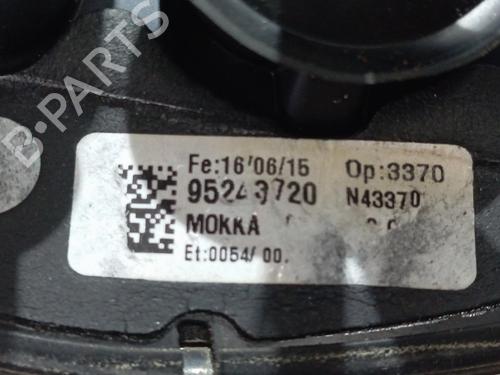 B-PARTS
Fe:16'06/15 Op:3370
95243720 N43370
MOKKA
Et:0054/ 00.